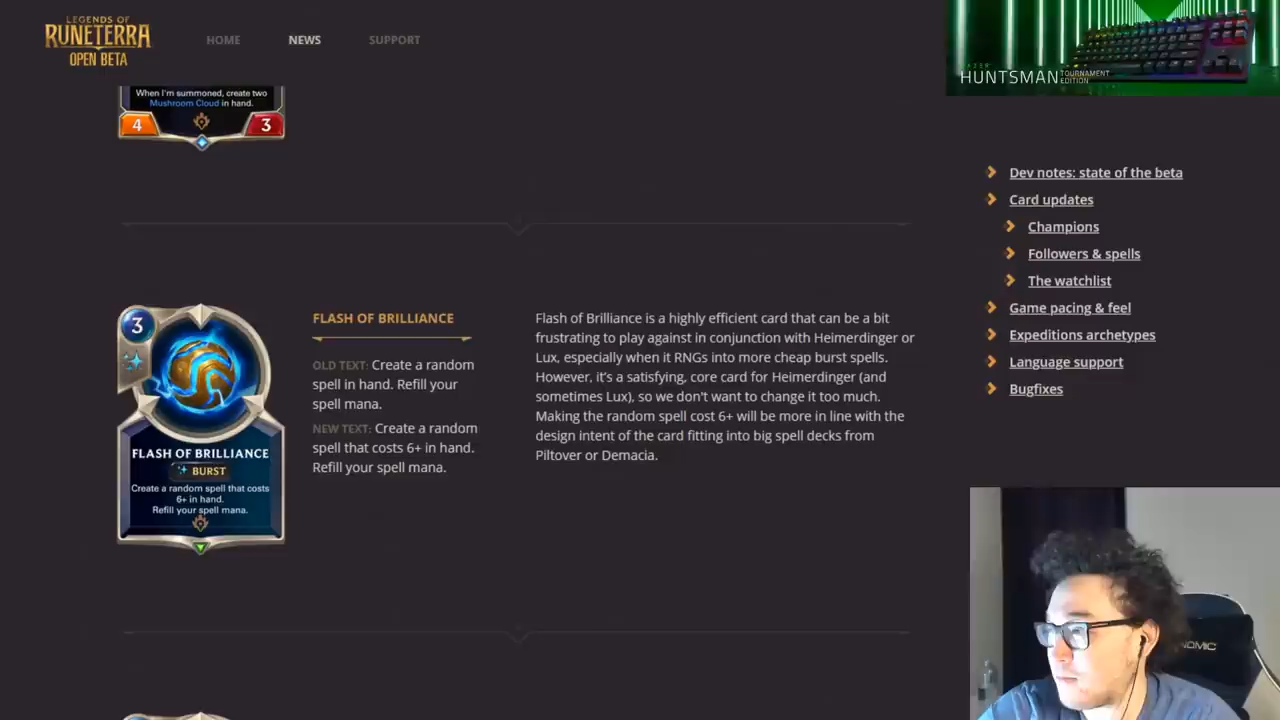 LEGENDS OF
RUNETERRA
OPEN BETA
HOME
NEWS
SUPPORT
HUNTSMAN TOURNAMENT
EDITION
When I'm summoned, create two
Mushroom Cloud in hand.
4
3
Dev notes: state of the beta
Card updates
Champions
Followers & spells
The watchlist
Game pacing & feel
Expeditions archetypes
Language support
Bugfixes
3
FLASH OF BRILLIANCE
BURST
Create a random spell that costs
6+ in hand.
Refill your spell mana.
FLASH OF BRILLIANCE
OLD TEXT: Create a random
spell in hand. Refill your
spell mana.
NEW TEXT: Create a random
spell that costs 6+ in hand.
Refill your spell mana.
Flash of Brilliance is a highly efficient card that can be a bit
frustrating to play against in conjunction with Heimerdinger or
Lux, especially when it RNGs into more cheap burst spells.
However, it's a satisfying, core card for Heimerdinger (and
sometimes Lux), so we don't want to change it too much.
Making the random spell cost 6+ will be more in line with the
design intent of the card fitting into big spell decks from
Piltover or Demacia.